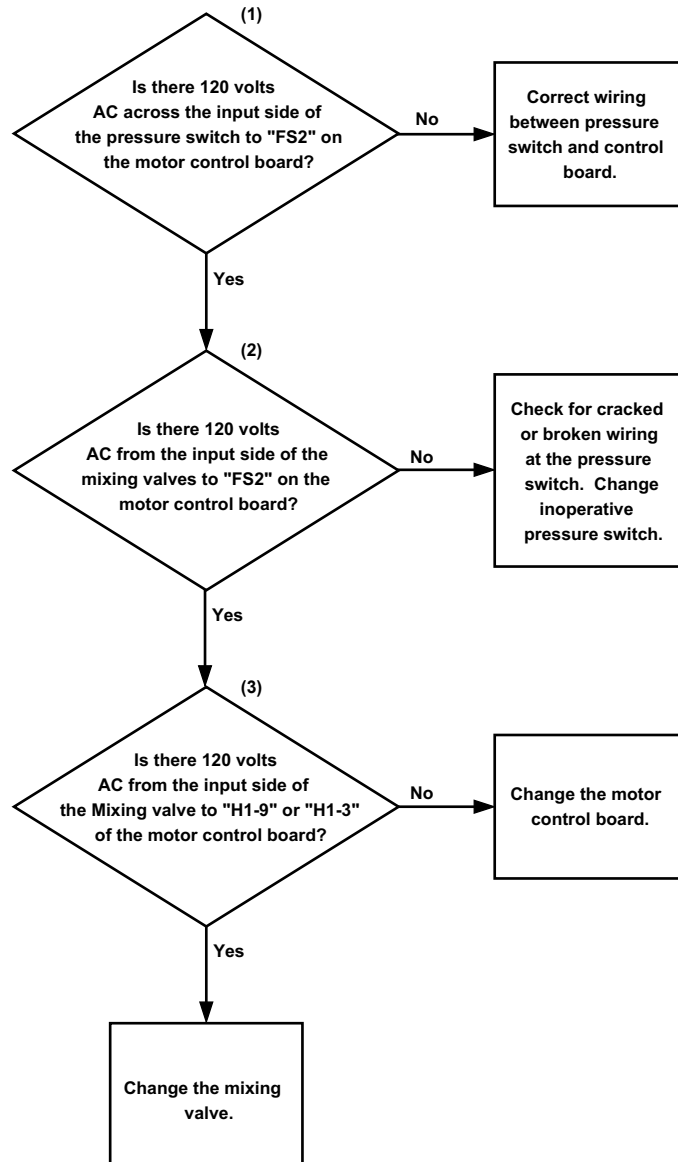 (1)
Is there 120 volts
AC across the input side of
the pressure switch to "FS2" on
the motor control board?
No
Correct wiring
between pressure
switch and control
board.
Yes
(2)
Is there 120 volts
AC from the input side of the
mixing valves to "FS2" on the
motor control board?
No
Check for cracked
or broken wiring
at the pressure
switch. Change
inoperative
pressure switch.
Yes
(3)
Is there 120 volts
AC from the input side of
the Mixing valve to "H1-9" or "H1-3"
of the motor control board?
No
Change the motor
control board.
Yes
Change the mixing
valve.